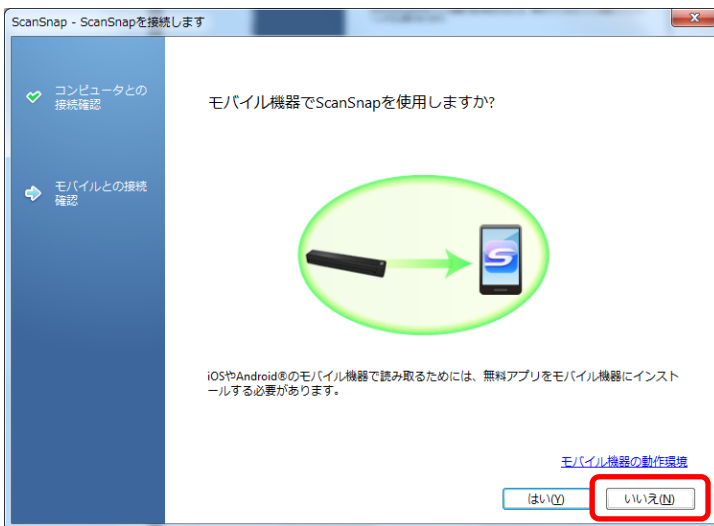 ScanSnap - ScanSnapを接続します
コンピュータとの
接続確認
モバイルとの接続
確認
モバイル機器でScanSnapを使用しますか?
S
iOSやAndroid®のモバイル機器で読み取るためには、無料アプリをモバイル機器にインスト
ールする必要があります。
モバイル機器の動作環境
はい(Y)
いいえ(N)